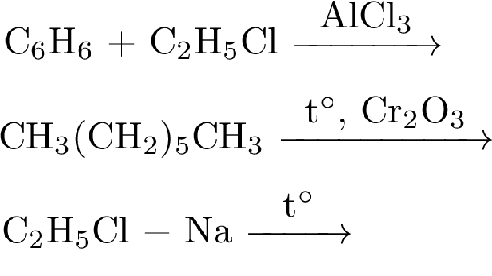 C₆H₆ + C₂H₅Cl —AlCl₃→
CH₃(CH₂)₅CH₃ —t°, Cr₂O₃→
C₂H₅Cl − Na —t°→